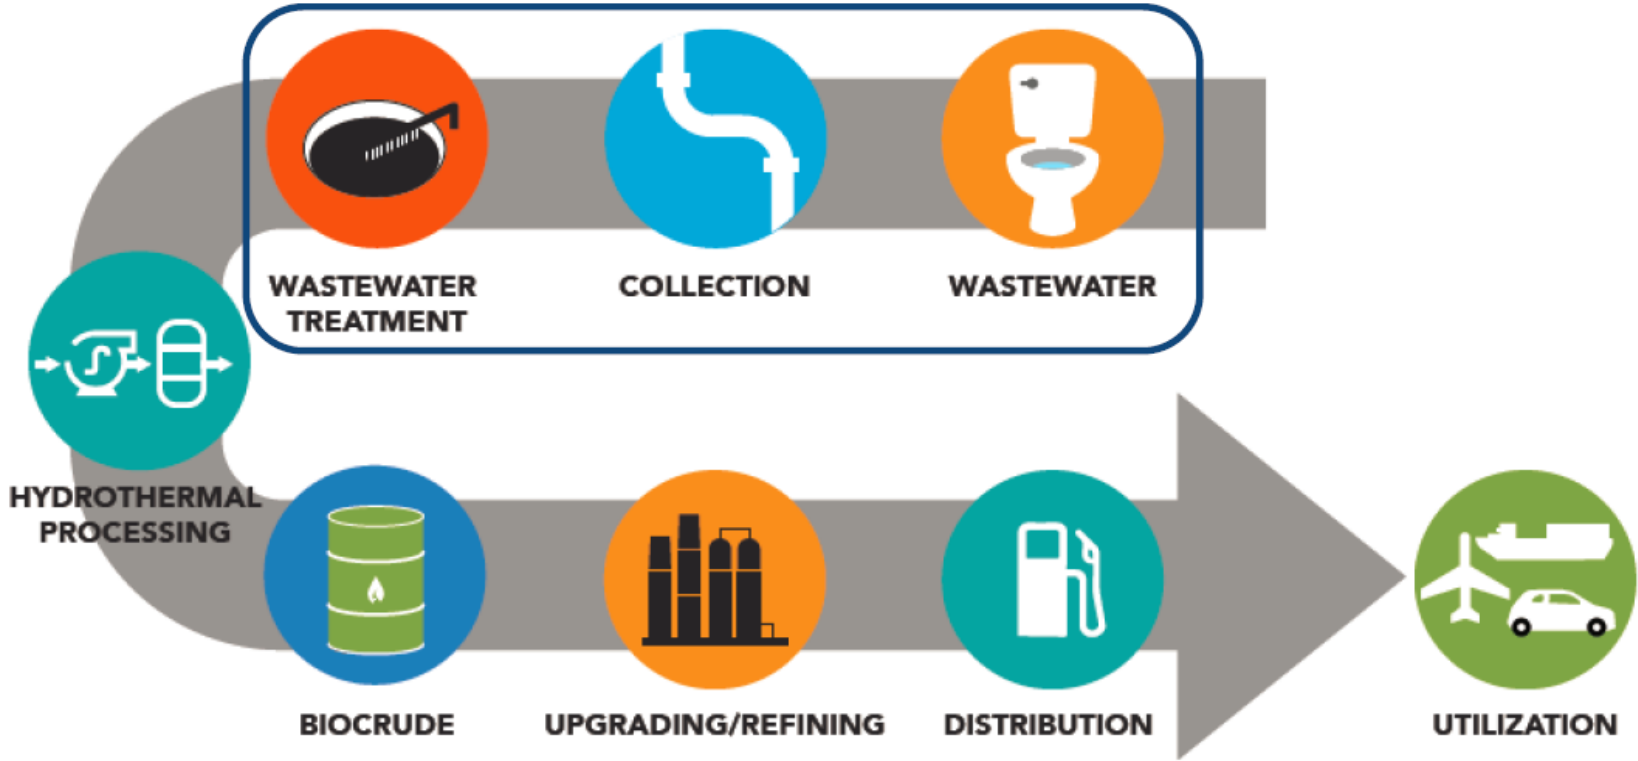 WASTEWATER
TREATMENT
COLLECTION
WASTEWATER
HYDROTHERMAL
PROCESSING
BIOCRUDE
UPGRADING/REFINING
DISTRIBUTION
UTILIZATION